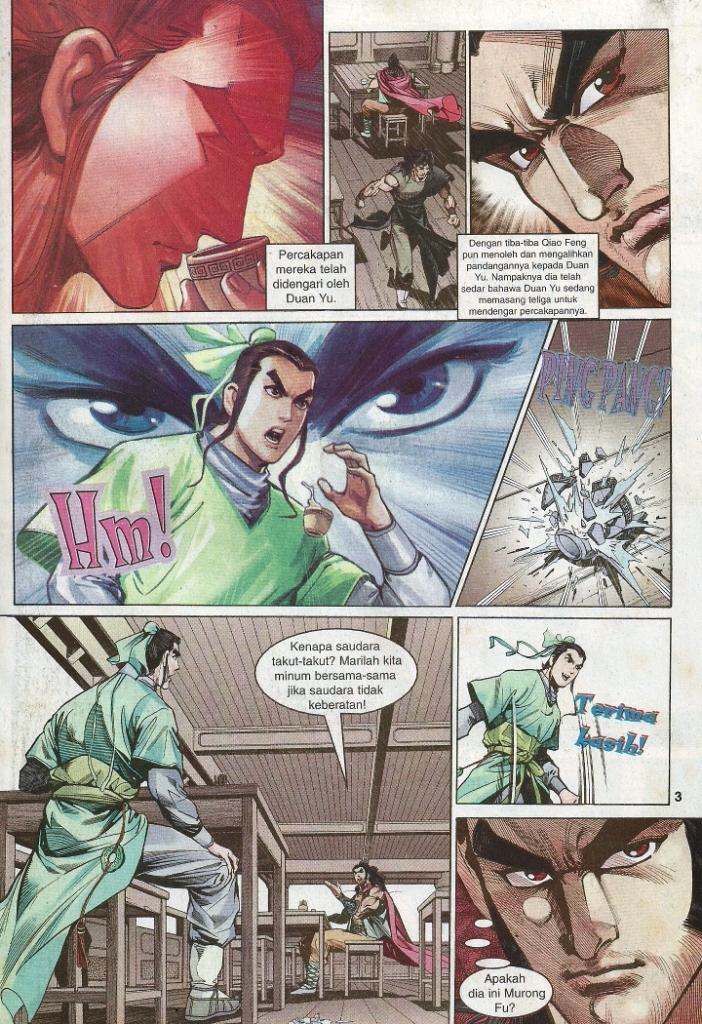 Percakapan
mereka telah
didengari oleh
Duan Yu.
Dengan tiba-tiba Qiao Feng
pun menoleh dan mengalihkan
pandangannya kepada Duan
Yu. Nampaknya dia telah
sedar bahawa Duan Yu sedang
memasang teliga untuk
mendengar percakapannya.
Hm!
PING PANG!
Kenapa saudara
takut-takut? Marilah kita
minum bersama-sama
jika saudara tidak
keberatan!
Terima
kasih!
3
Apakah
dia ini Murong
Fu?